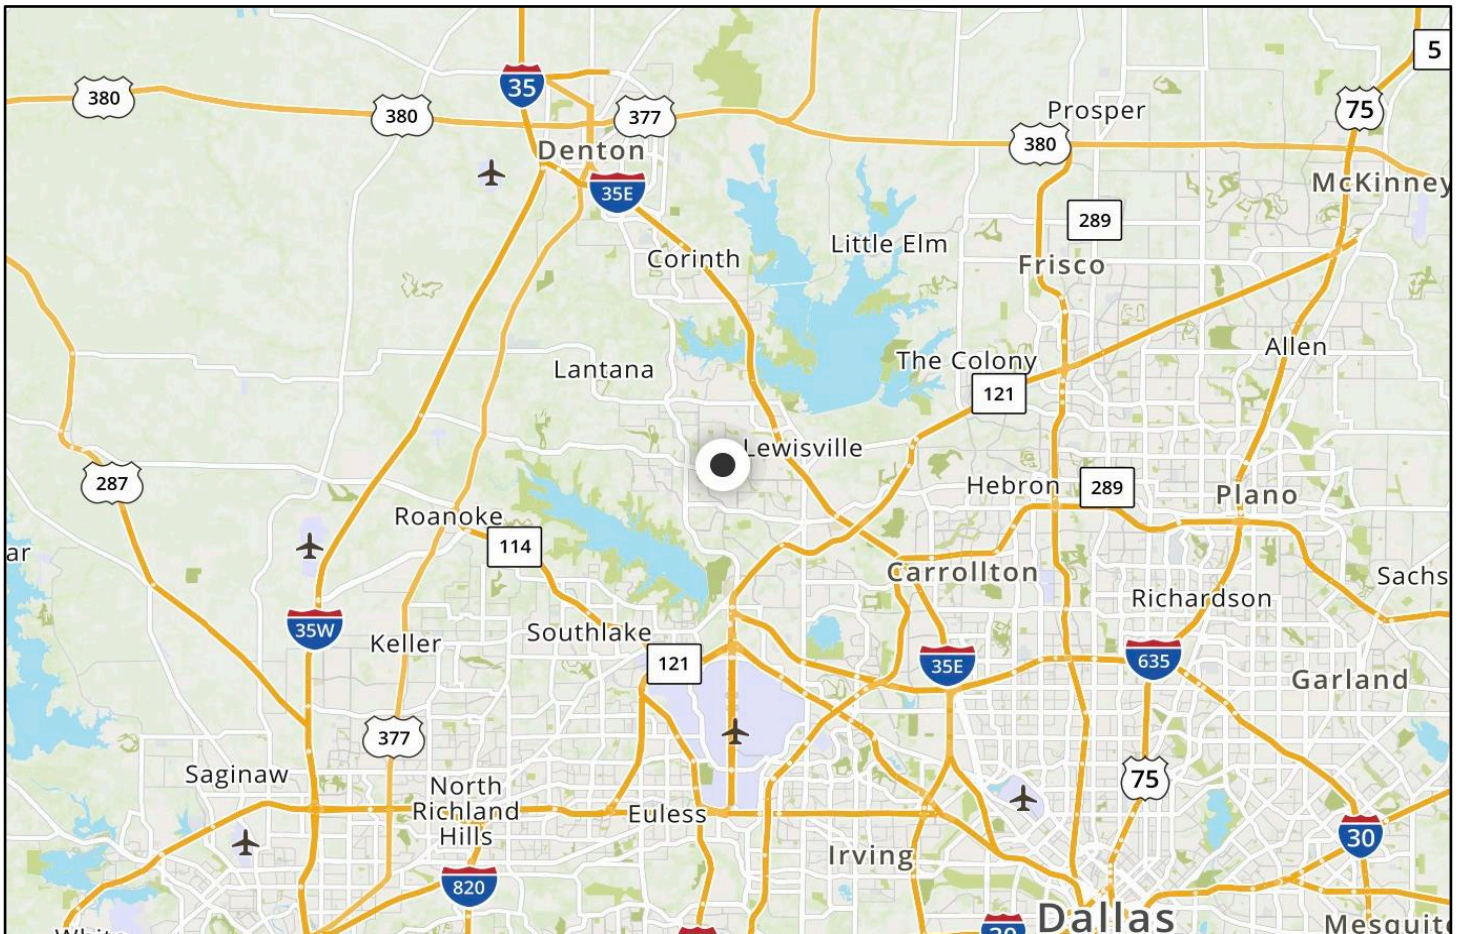 5
35
380
380
377
75
Prosper
380
Denton
McKinney
35E
289
Little Elm
Corinth
Frisco
Allen
The Colony
Lantana
121
Lewisville
287
Hebron
289
Plano
Roanoke
114
ar
Carrollton
Sachs
Richardson
35W
Southlake
Keller
121
35E
635
Garland
377
Saginaw
75
North
Richland
Hills
Euless
30
Irving
820
Dallas
Mesquite